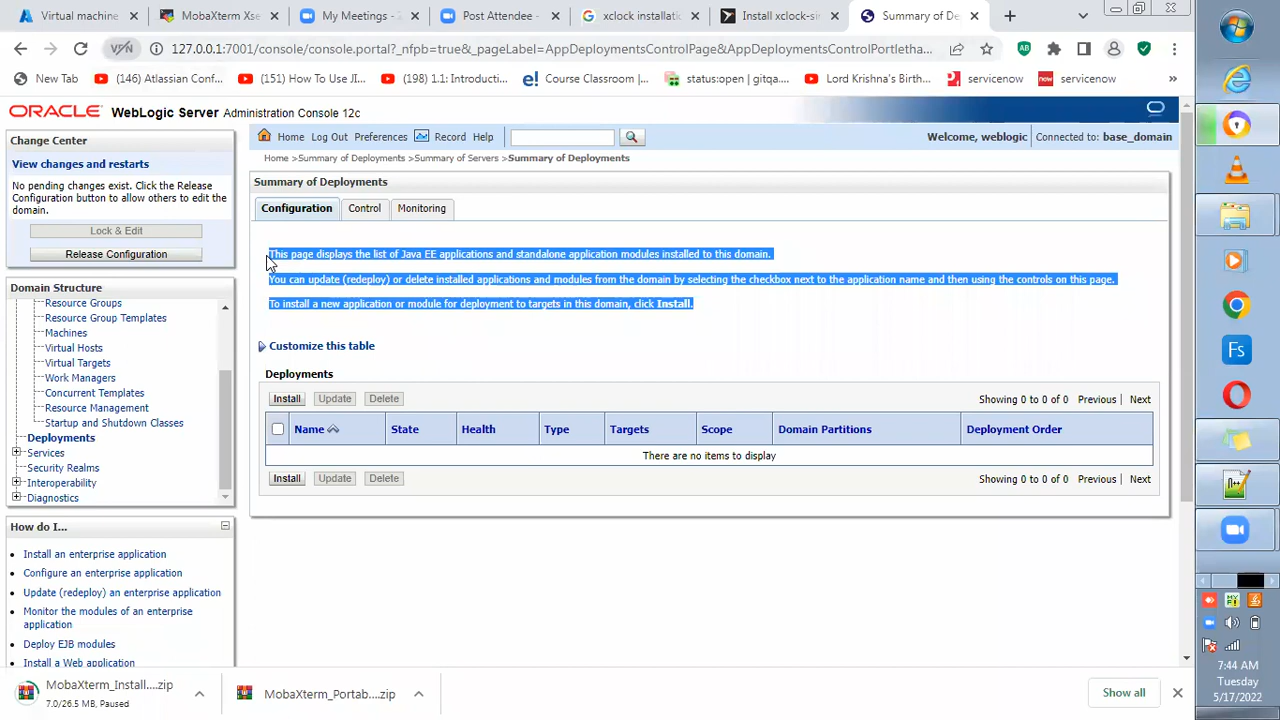 Virtual machine
MobaXterm Xse
My Meetings -
Post Attendee -
xclock installati
Install xclock-si
Summary of De
VPN
127.0.0.1:7001/console/console.portal?_nfpb=true&_pageLabel=AppDeploymentsControlPage&AppDeploymentsControlPortletha...
New Tab
(146) Atlassian Conf...
(151) How To Use JI...
(198) 1.1: Introducti...
Course Classroom |...
status:open | gitqa....
Lord Krishna's Birth...
servicenow
servicenow
»
ORACLE WebLogic Server Administration Console 12c
Change Center
View changes and restarts
No pending changes exist. Click the Release
Configuration button to allow others to edit the
domain.
Lock & Edit
Release Configuration
Domain Structure
Resource Groups
Resource Group Templates
Machines
Virtual Hosts
Virtual Targets
Work Managers
Concurrent Templates
Resource Management
Startup and Shutdown Classes
Deployments
Services
Security Realms
Interoperability
Diagnostics
How do I...
Install an enterprise application
Configure an enterprise application
Update (redeploy) an enterprise application
Monitor the modules of an enterprise
application
Deploy EJB modules
Install a Web application
Home Log Out Preferences Record Help
Welcome, weblogic Connected to: base_domain
Home >Summary of Deployments >Summary of Servers >Summary of Deployments
Summary of Deployments
Configuration Control Monitoring
This page displays the list of Java EE applications and standalone application modules installed to this domain.
You can update (redeploy) or delete installed applications and modules from the domain by selecting the checkbox next to the application name and then using the controls on this page.
To install a new application or module for deployment to targets in this domain, click Install.
Customize this table
Deployments
Install Update Delete Showing 0 to 0 of 0 Previous | Next
Name State Health Type Targets Scope Domain Partitions Deployment Order
There are no items to display
Install Update Delete Showing 0 to 0 of 0 Previous | Next
MobaXterm_Install....zip
7.0/26.5 MB, Paused
MobaXterm_Portab....zip
Show all
Fs
7:44 AM
Tuesday
5/17/2022